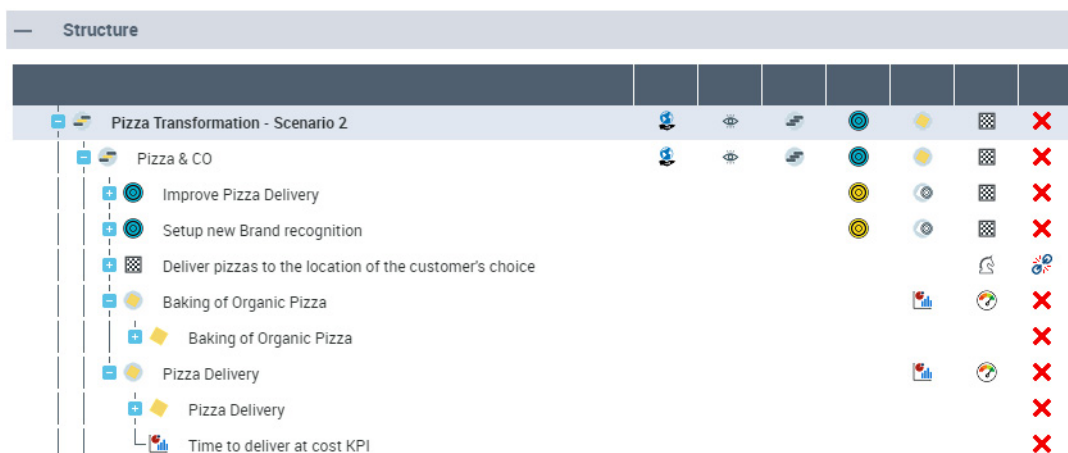 Structure
Pizza Transformation - Scenario 2
Pizza & CO
Improve Pizza Delivery
Setup new Brand recognition
Deliver pizzas to the location of the customer's choice
Baking of Organic Pizza
Baking of Organic Pizza
Pizza Delivery
Pizza Delivery
Time to deliver at cost KPI